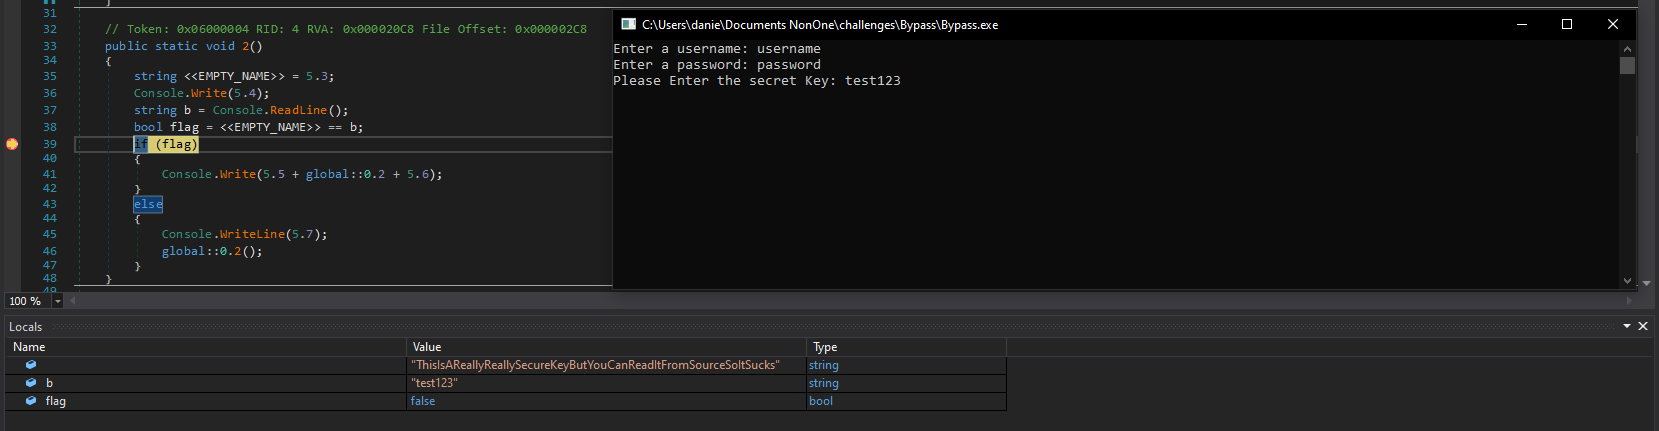 31
}
32 // Token: 0x06000004 RID: 4 RVA: 0x000020C8 File Offset: 0x000002C8
33 public static void 2()
34 {
35 string <<EMPTY_NAME>> = 5.3;
36 Console.Write(5.4);
37 string b = Console.ReadLine();
38 bool flag = <<EMPTY_NAME>> == b;
39 if (flag)
40 {
41 Console.Write(5.5 + global::0.2 + 5.6);
42 }
43 else
44 {
45 Console.WriteLine(5.7);
46 global::0.2();
47 }
48 }
49
100 %
C:\Users\danie\Documents NonOne\challenges\Bypass\Bypass.exe
Enter a username: username
Enter a password: password
Please Enter the secret Key: test123
Locals
Name Value Type
"ThisIsAReallyReallySecureKeyButYouCanReadItFromSourceSoItSucks" string
b "test123" string
flag false bool